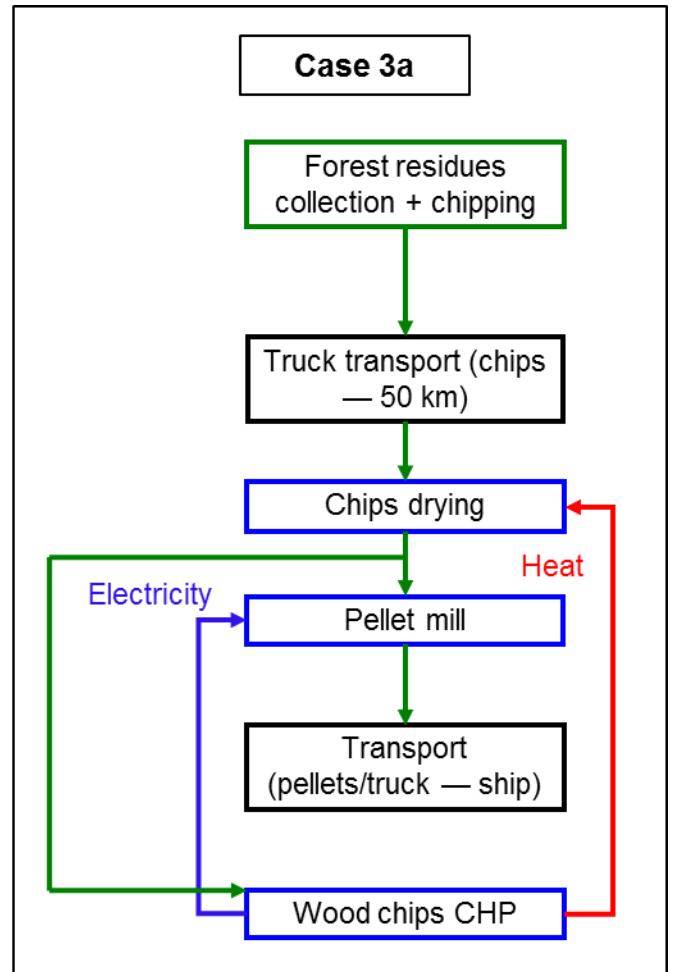 Case 3a
Forest residues
collection + chipping
Truck transport (chips
— 50 km)
Chips drying
Heat
Electricity
Pellet mill
Transport
(pellets/truck — ship)
Wood chips CHP